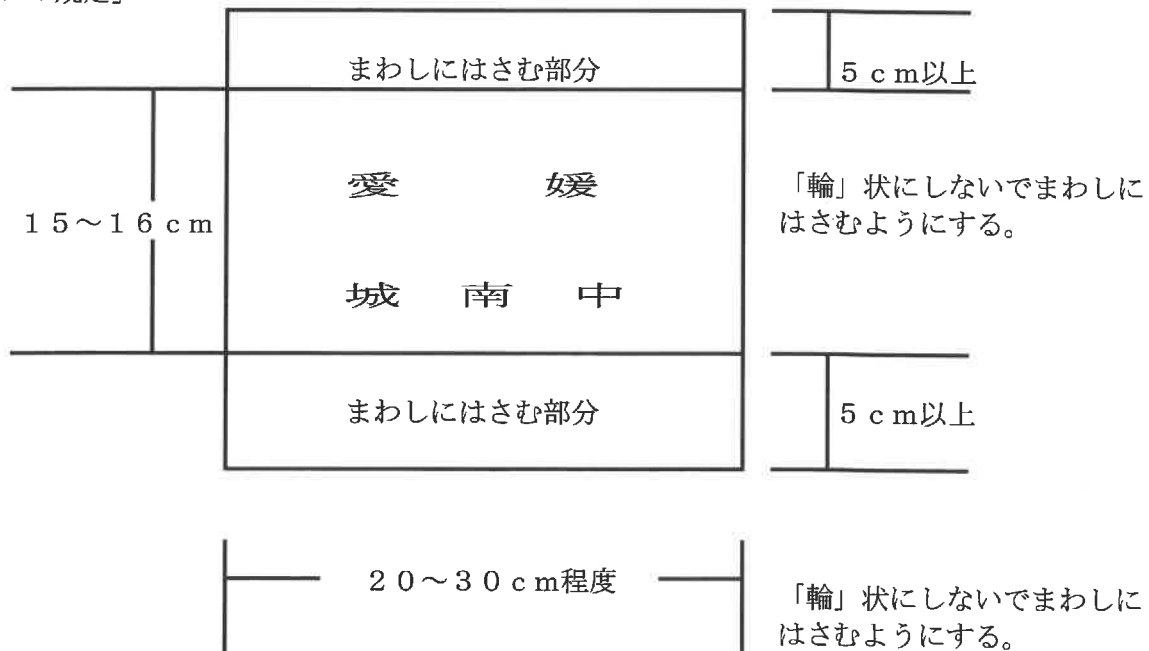 規定」
まわしにはさむ部分
5cm以上
愛媛
15～16cm
「輪」状にしないでまわしに
はさむようにする。
城南中
まわしにはさむ部分
5cm以上
20～30cm程度
「輪」状にしないでまわしに
はさむようにする。